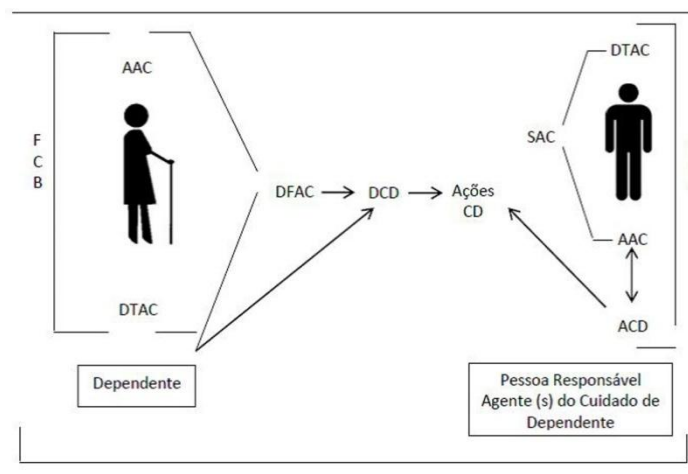 AAC
F
C
B
DTAC
Dependente
DFAC
DCD
Ações
CD
SAC
DTAC
AAC
ACD
Pessoa Responsável
Agente (s) do Cuidado de
Dependente